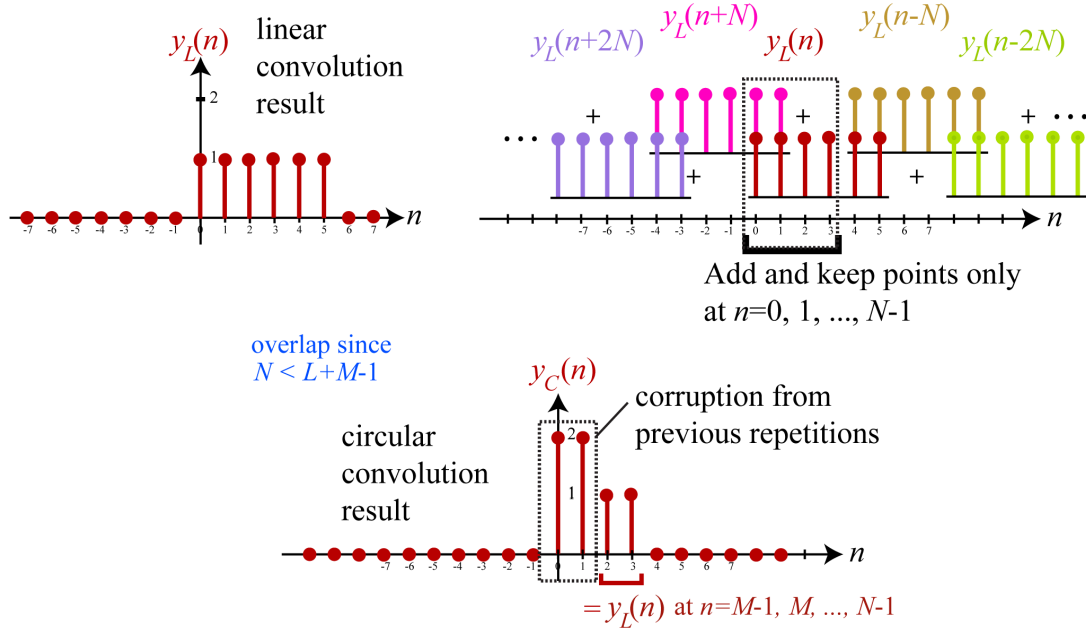 y_L(n)
linear
convolution
result
2
1
-7 -6 -5 -4 -3 -2 -1 0 1 2 3 4 5 6 7
n
y_L(n+2N)
y_L(n+N)
y_L(n)
y_L(n-N)
y_L(n-2N)
...
+
+
+
+
+
...
-5 -4 -3 -2 -1 0 1 2 3 4 5 6 7
n
Add and keep points only
at n=0, 1, ..., N-1
overlap since
N < L+M-1
y_C(n)
circular
convolution
result
corruption from
previous repetitions
2
1
-7 -6 -5 -4 -3 -2 -1 0 1 2 3 4 5 6 7
n
= y_L(n) at n=M-1, M, ..., N-1